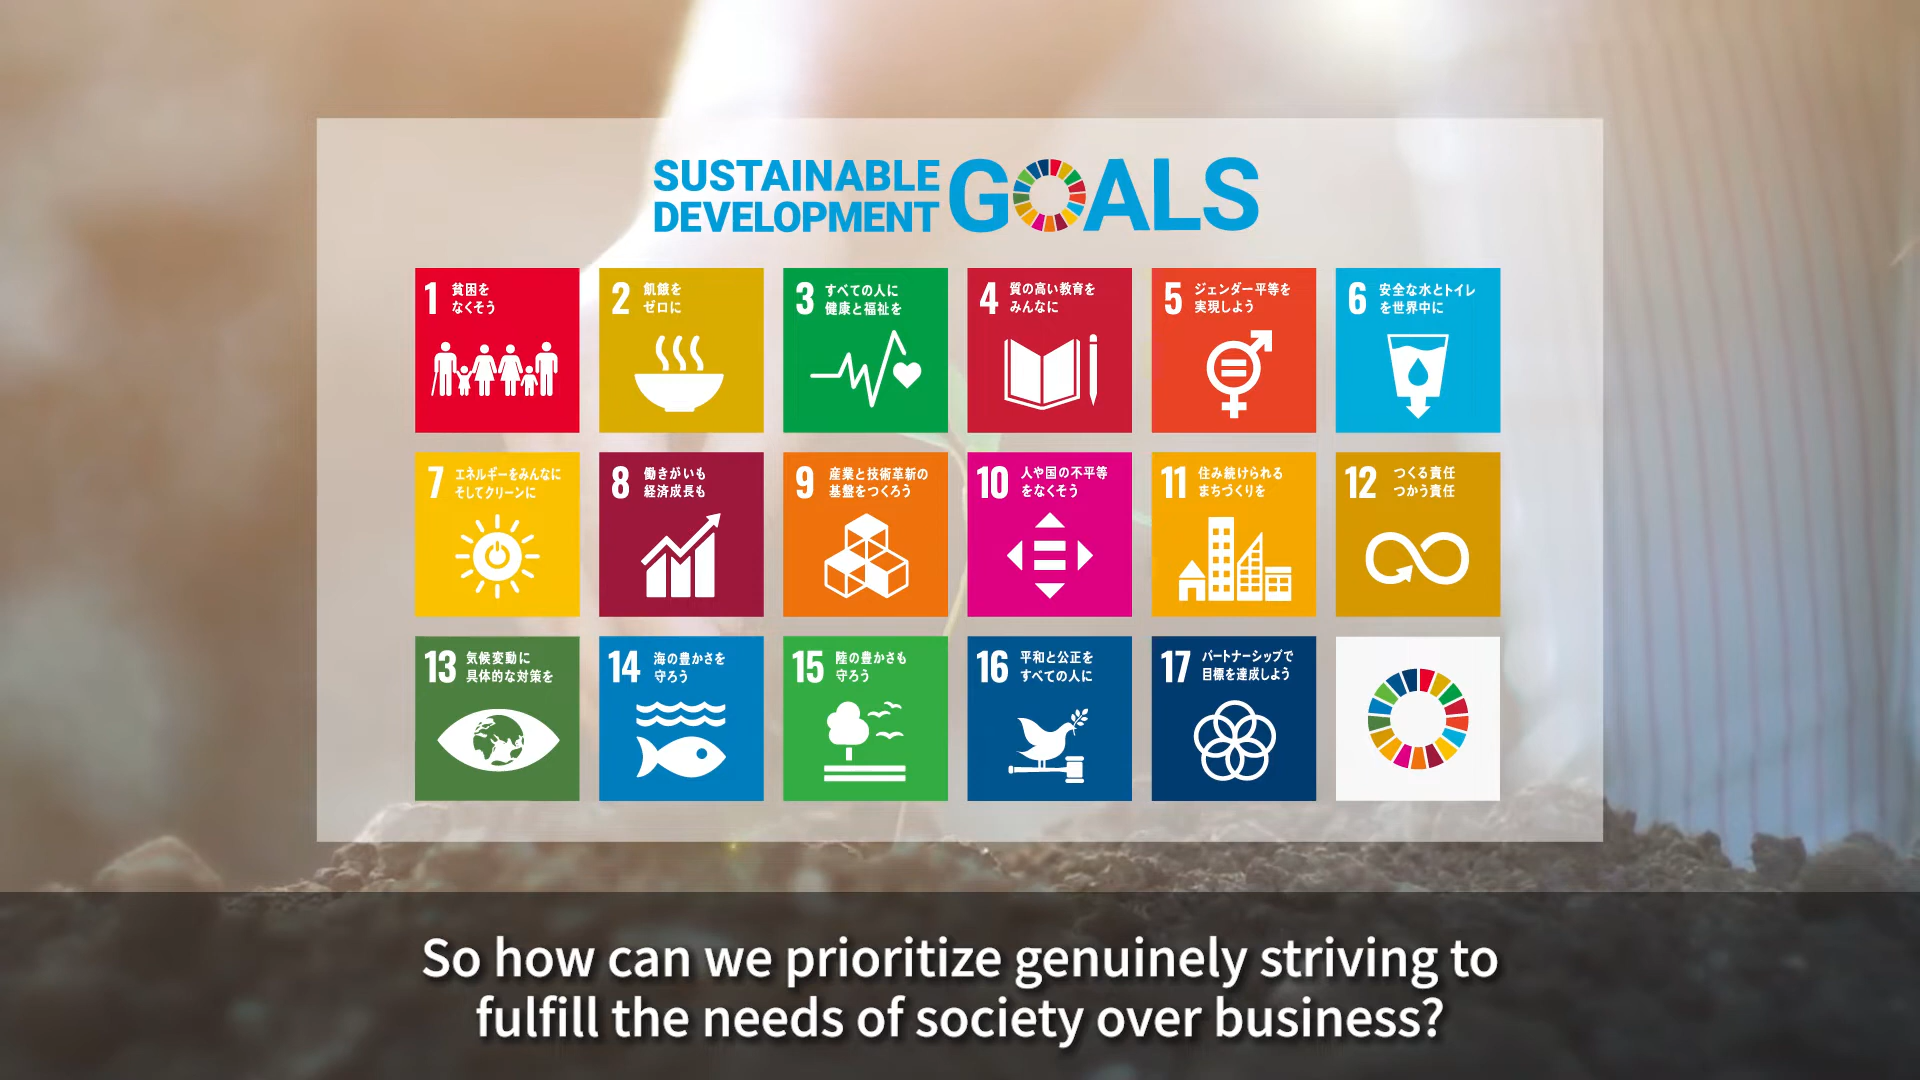 SUSTAINABLE
DEVELOPMENT
GOALS
1 貧困を
なくそう
2 飢餓を
ゼロに
3 すべての人に
健康と福祉を
4 質の高い教育を
みんなに
5 ジェンダー平等を
実現しよう
6 安全な水とトイレ
を世界中に
7 エネルギーをみんなに
そしてクリーンに
8 働きがいも
経済成長も
9 産業と技術革新の
基盤をつくろう
10 人や国の不平等
をなくそう
11 住み続けられる
まちづくりを
12 つくる責任
つかう責任
13 気候変動に
具体的な対策を
14 海の豊かさを
守ろう
15 陸の豊かさも
守ろう
16 平和と公正を
すべての人に
17 パートナーシップで
目標を達成しよう
So how can we prioritize genuinely striving to
fulfill the needs of society over business?